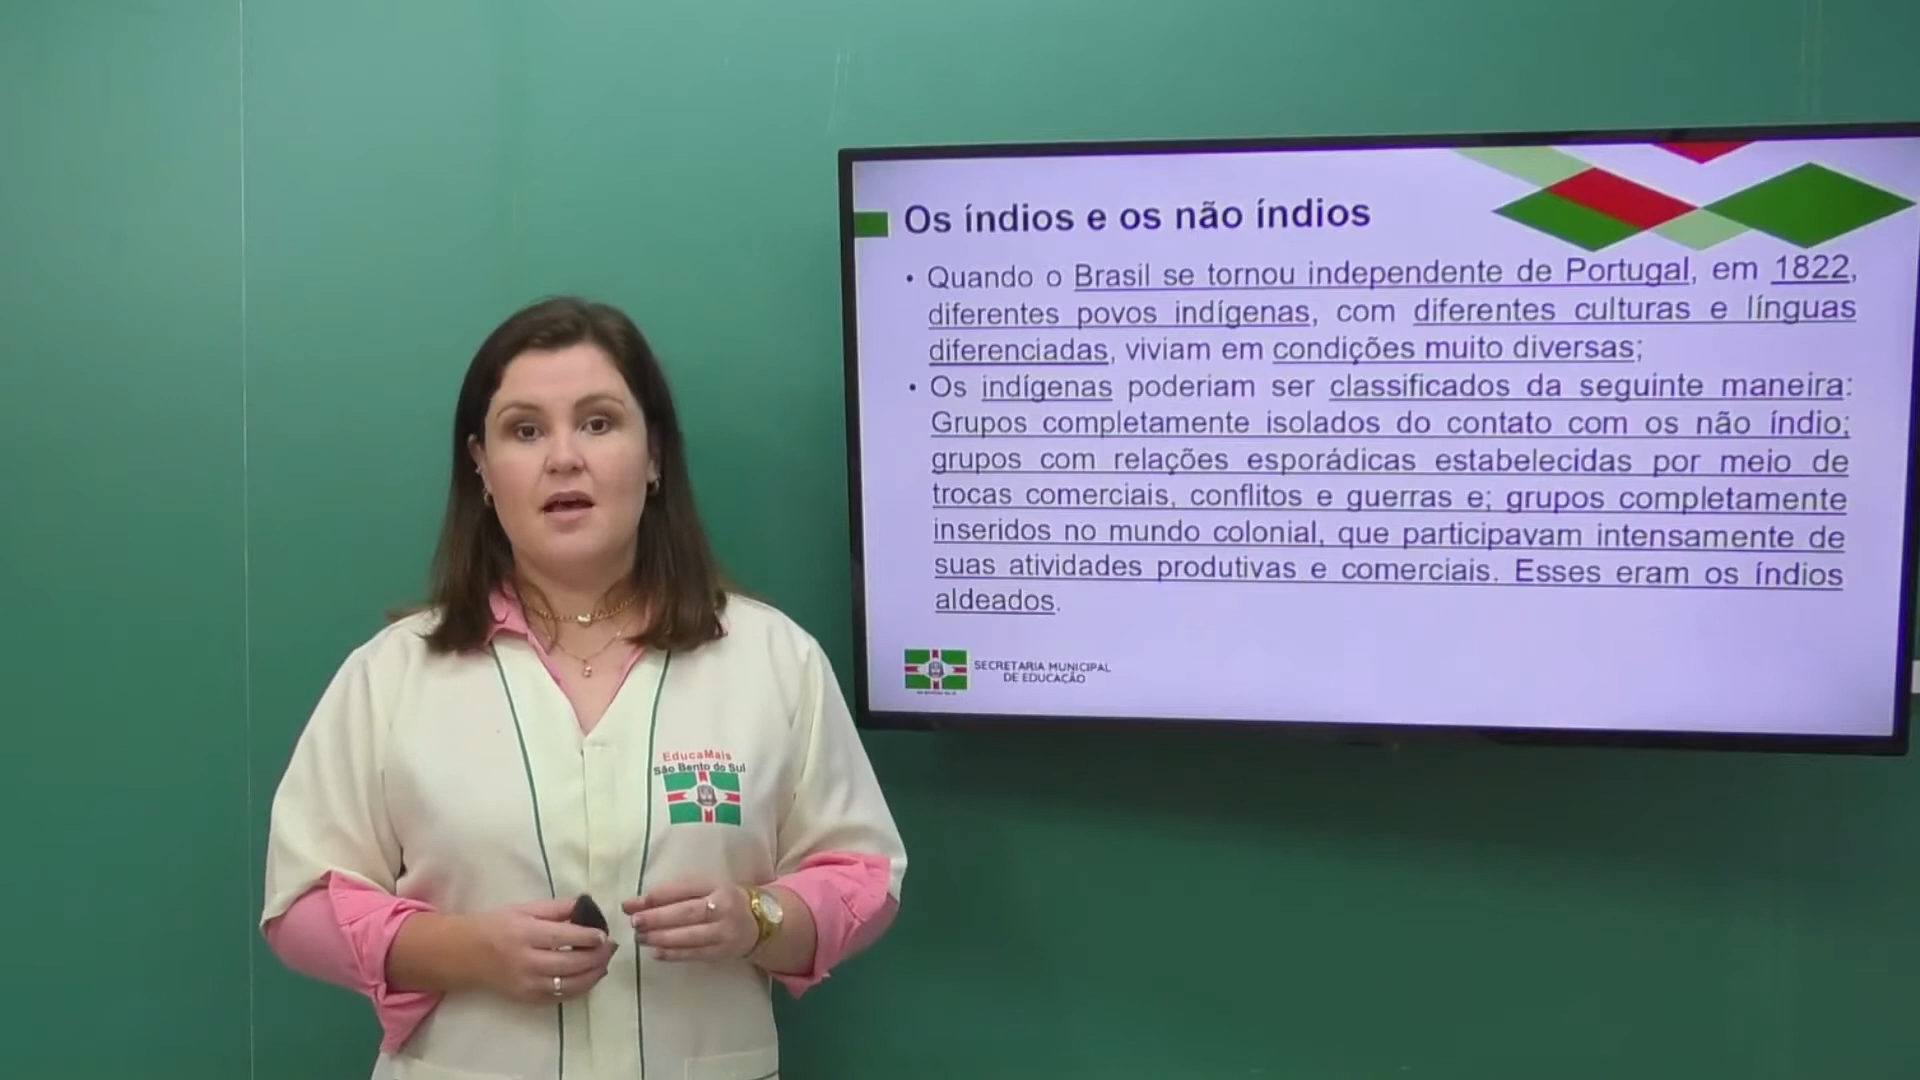 Os índios e os não índios
• Quando o Brasil se tornou independente de Portugal, em 1822,
diferentes povos indígenas, com diferentes culturas e línguas
diferenciadas, viviam em condições muito diversas;
• Os indígenas poderiam ser classificados da seguinte maneira:
Grupos completamente isolados do contato com os não índio;
grupos com relações esporádicas estabelecidas por meio de
trocas comerciais, conflitos e guerras e; grupos completamente
inseridos no mundo colonial, que participavam intensamente de
suas atividades produtivas e comerciais. Esses eram os índios
aldeados.
SECRETARIA MUNICIPAL
DE EDUCAÇÃO
EducaMais
São Bento do Sul